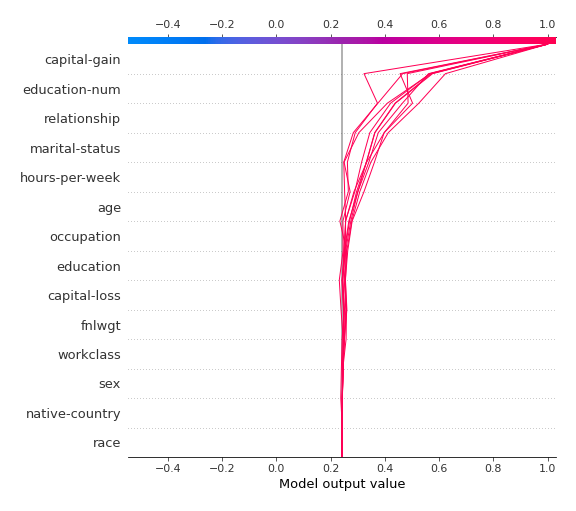 −0.4 −0.2 0.0 0.2 0.4 0.6 0.8 1.0
capital-gain
education-num
relationship
marital-status
hours-per-week
age
occupation
education
capital-loss
fnlwgt
workclass
sex
native-country
race
−0.4 −0.2 0.0 0.2 0.4 0.6 0.8 1.0
Model output value